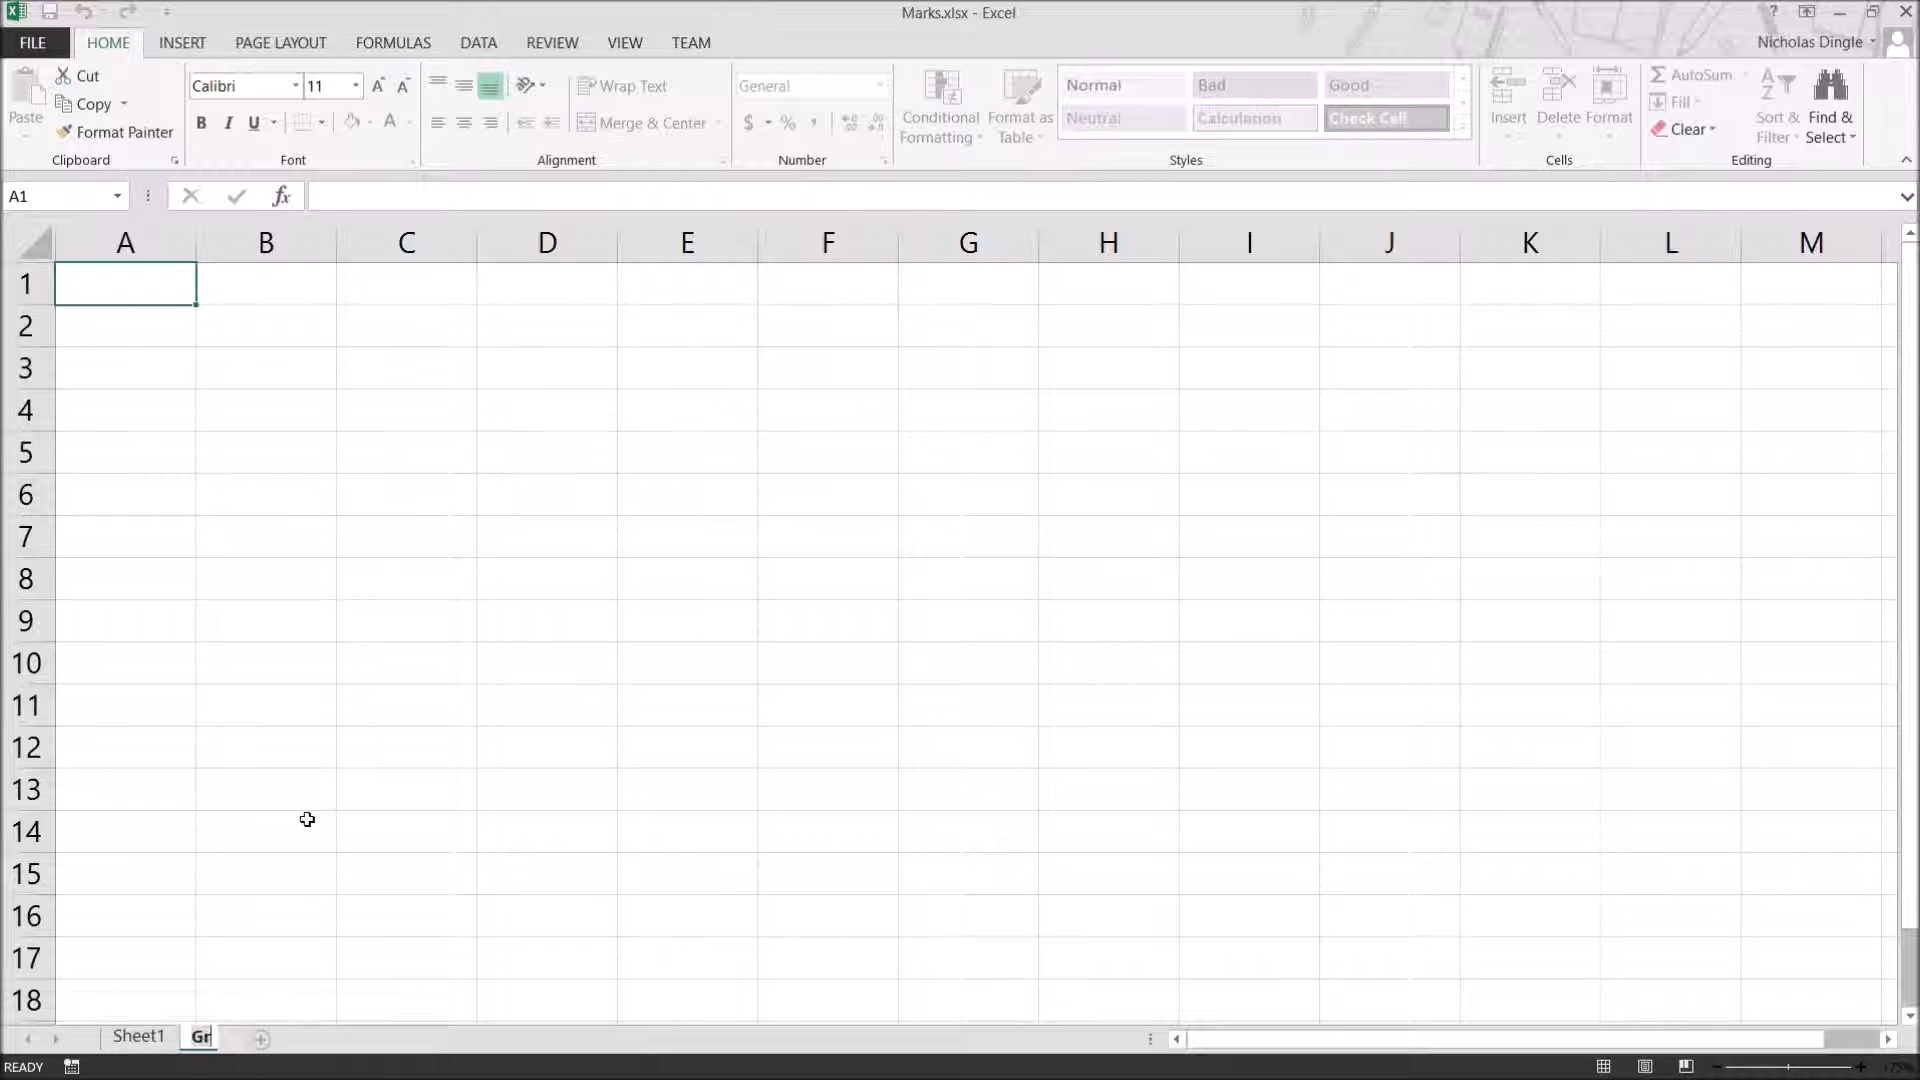 Marks.xlsx - Excel
?
FILE HOME INSERT PAGE LAYOUT FORMULAS DATA REVIEW VIEW TEAM Nicholas Dingle
Paste
Cut
Copy
Format Painter
Clipboard
Calibri 11
B I U
Font
Wrap Text
Merge & Center
Alignment
General
$ % ,
Number
Conditional Formatting
Format as Table
Normal Bad Good
Neutral Calculation Check Cell
Styles
Insert Delete Format
Cells
AutoSum
Fill
Clear
Sort & Filter
Find & Select
Editing
A1 fx
A B C D E F G H I J K L M
1
2
3
4
5
6
7
8
9
10
11
12
13
14
15
16
17
18
Sheet1 Gr
READY 175%